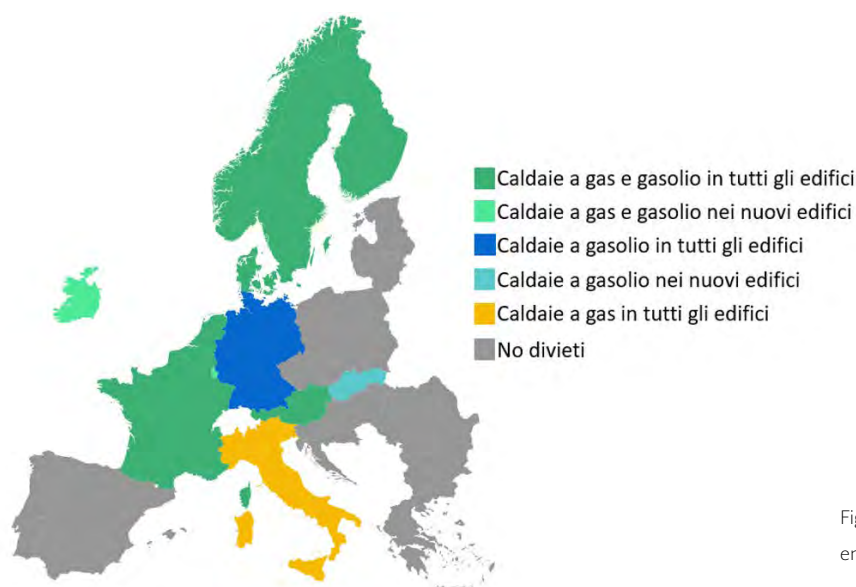 Caldaie a gas e gasolio in tutti gli edifici
Caldaie a gas e gasolio nei nuovi edifici
Caldaie a gasolio in tutti gli edifici
Caldaie a gasolio nei nuovi edifici
Caldaie a gas in tutti gli edifici
No divieti